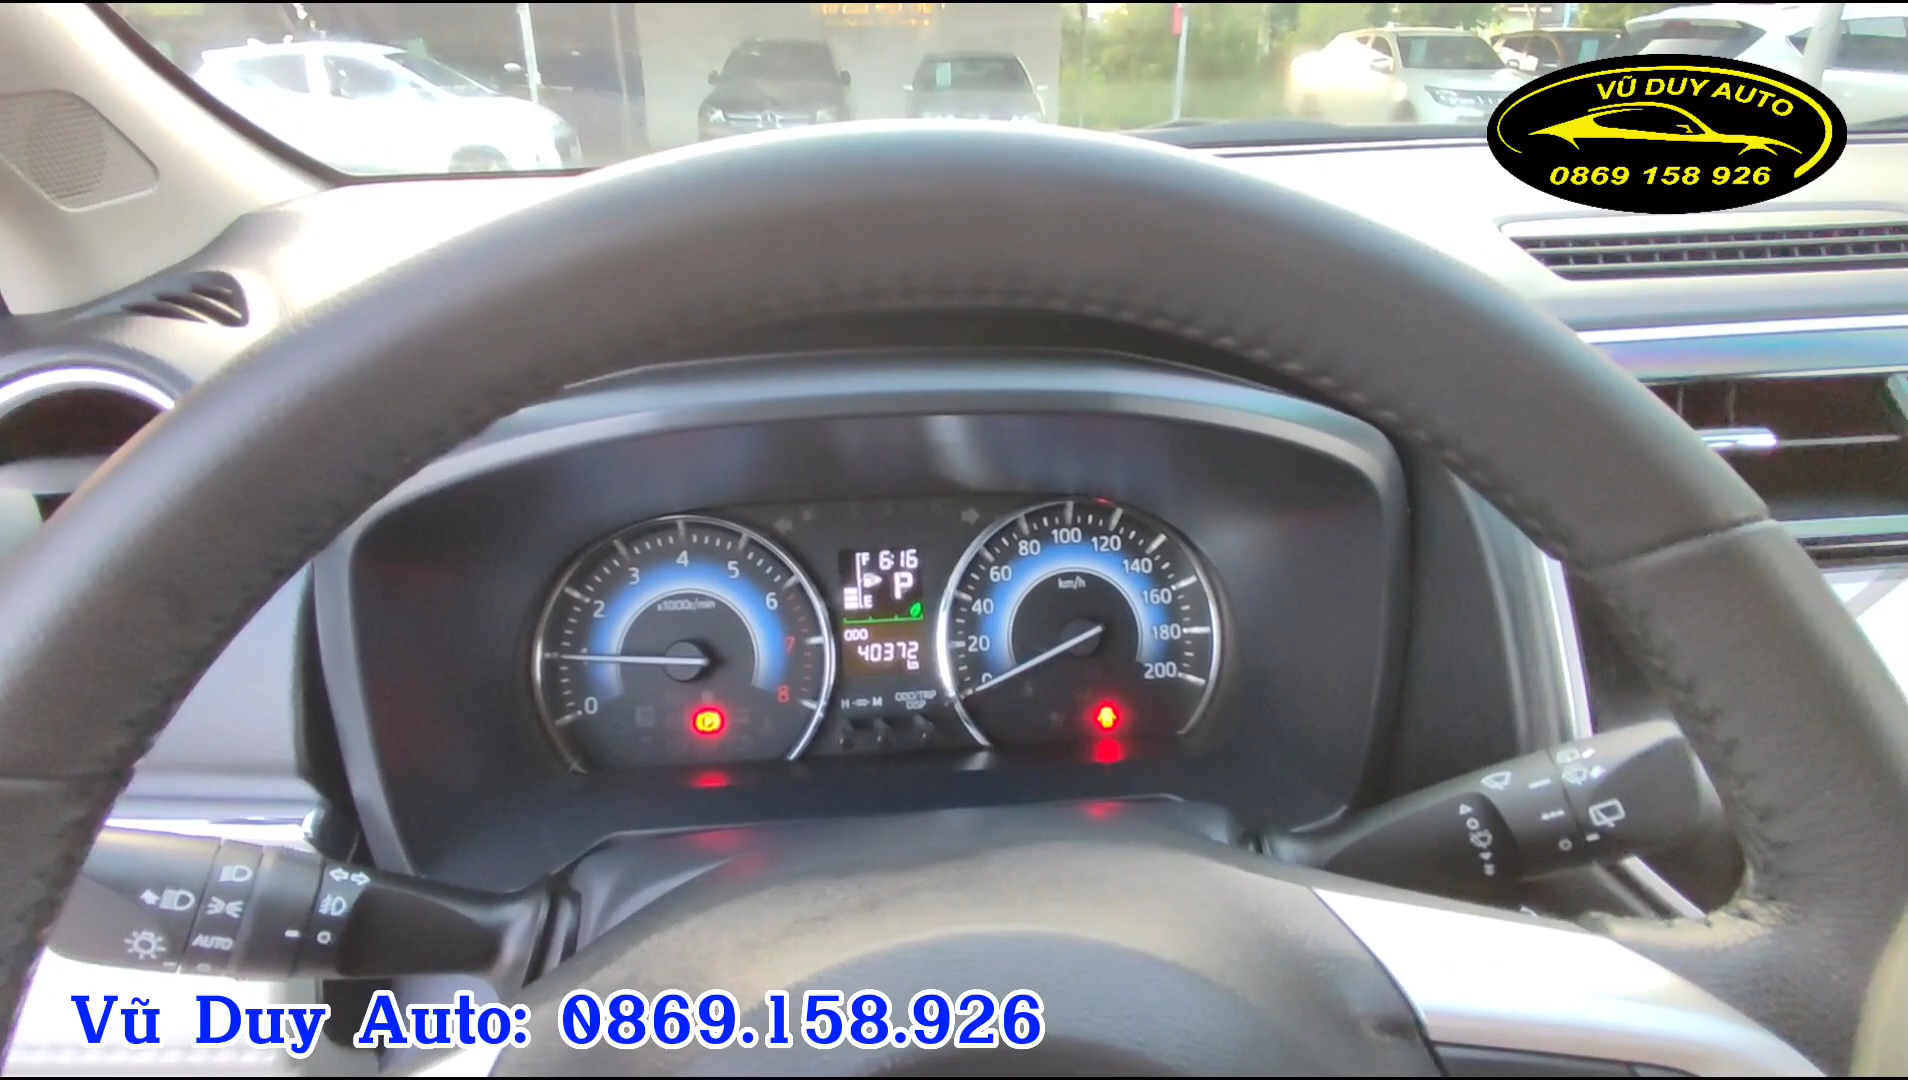 VŨ DUY AUTO
0869 158 926
0
2
3
4
5
6
7
8
x1000r/min
F
6:16
P
E
ODO
40372
km
H M
ODO/TRIP
DISP
0
20
40
60
80
100
120
140
160
180
200
km/h
AUTO
Vũ Duy Auto: 0869.158.926